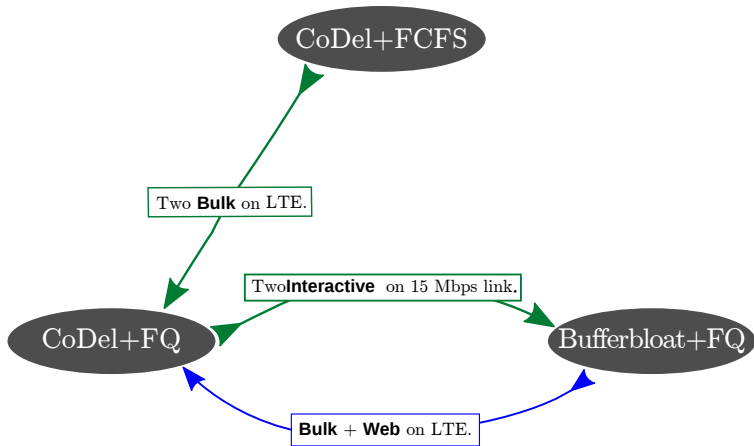 CoDel+FCFS
Two Bulk on LTE.
TwoInteractive on 15 Mbps link.
CoDel+FQ
Bufferbloat+FQ
Bulk + Web on LTE.